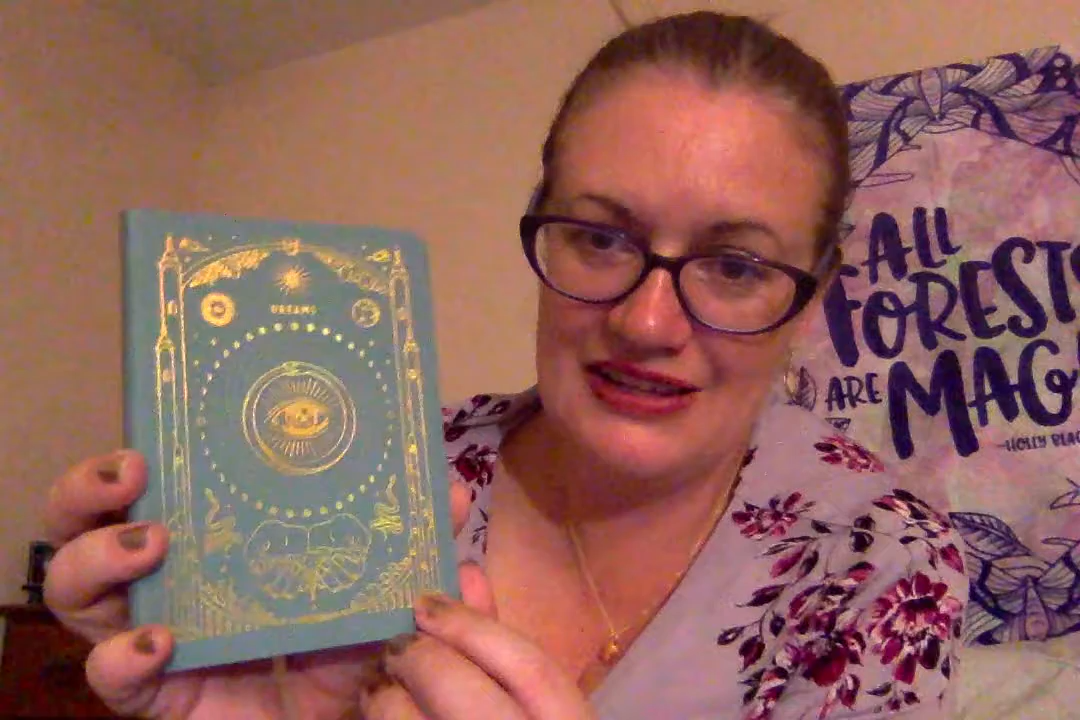 DREAMS
ALL
FORESTS
ARE MAG
—HOLLY BLAC